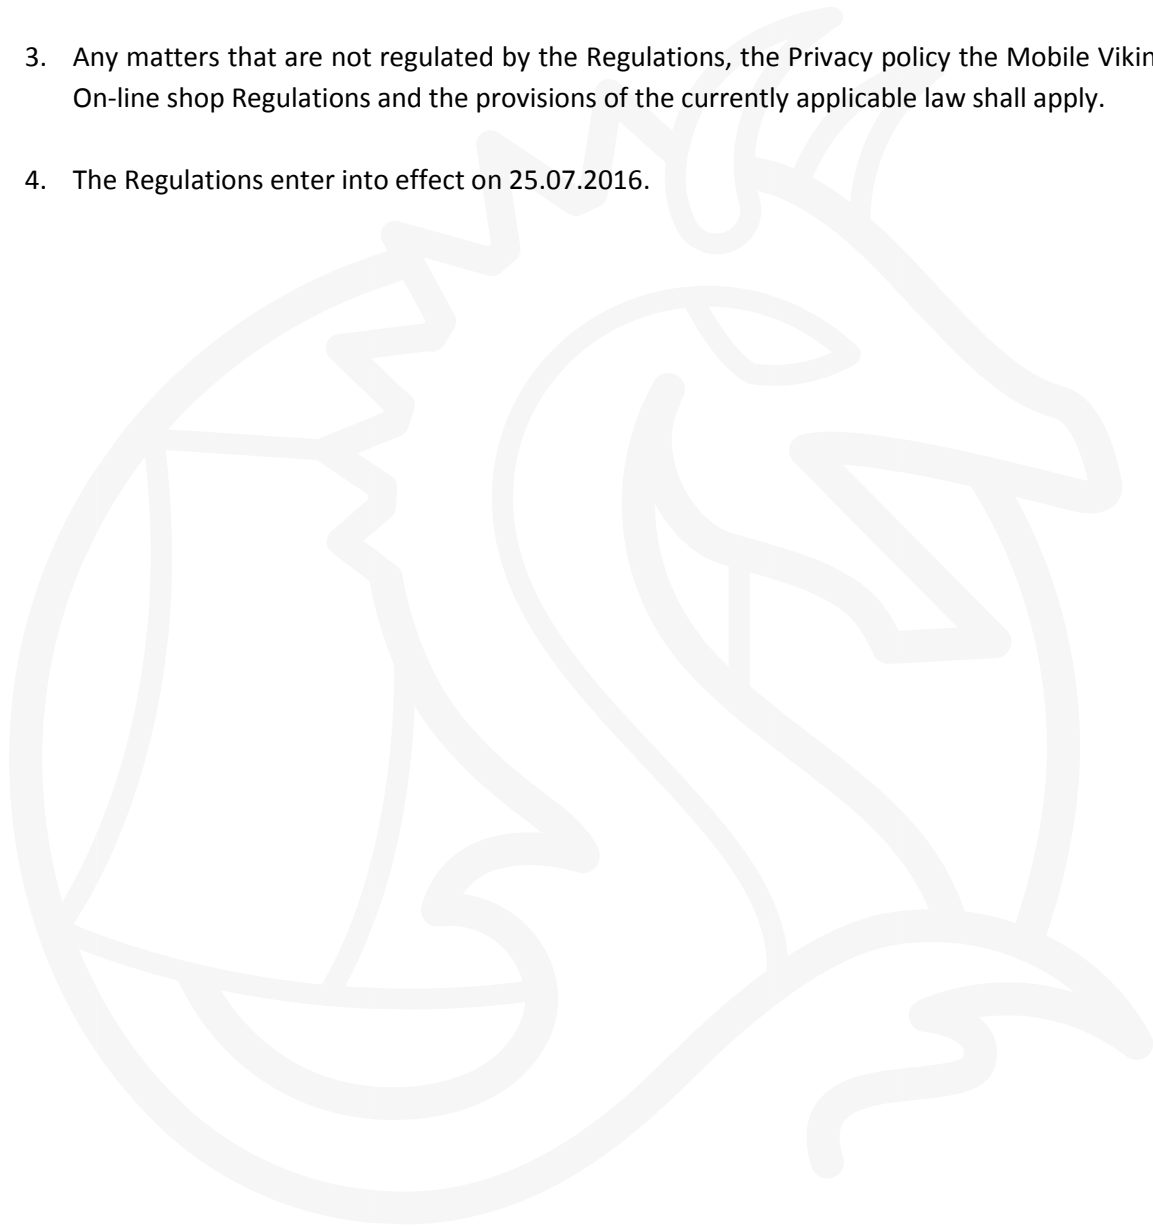 3. Any matters that are not regulated by the Regulations, the Privacy policy the Mobile Vikin
On-line shop Regulations and the provisions of the currently applicable law shall apply.
4. The Regulations enter into effect on 25.07.2016.